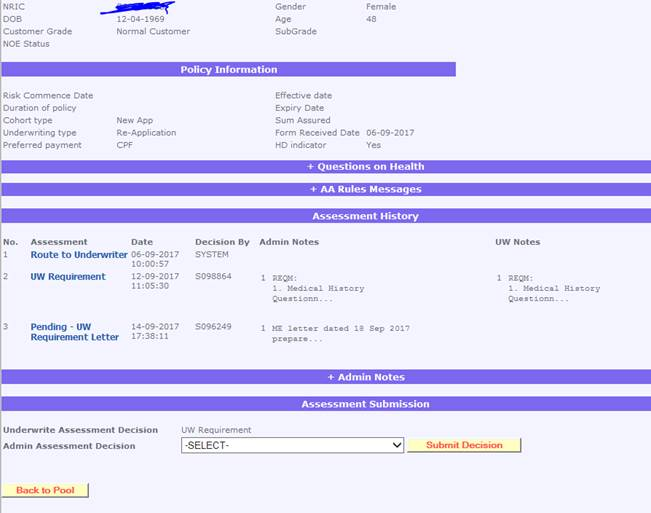 NRIC Gender Female
DOB 12-04-1969 Age 48
Customer Grade Normal Customer SubGrade
NOE Status
Policy Information
Risk Commence Date Effective date
Duration of policy Expiry Date
Cohort type New App Sum Assured
Underwriting type Re-Application Form Received Date 06-09-2017
Preferred payment CPF HD indicator Yes
+ Questions on Health
+ AA Rules Messages
Assessment History
No. Assessment Date Decision By Admin Notes UW Notes
1 Route to Underwriter 06-09-2017 SYSTEM
10:00:57
2 UW Requirement 12-09-2017 S098864 1 REQM: 1 REQM:
11:05:30 1. Medical History 1. Medical History
Questionn... Questionn...
3 Pending - UW 14-09-2017 S096249 1 ME letter dated 18 Sep 2017
Requirement Letter 17:38:11 prepare...
+ Admin Notes
Assessment Submission
Underwrite Assessment Decision UW Requirement
Admin Assessment Decision -SELECT- Submit Decision
Back to Pool